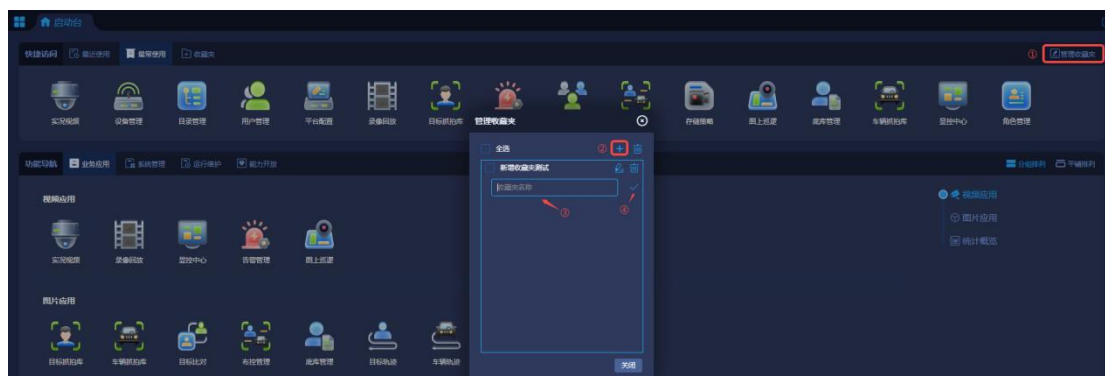 启动台
快捷访问 最近使用 最常使用 收藏夹 ① 管理收藏夹
实况视频 设备管理 目录管理 用户管理 平台配置 录像回放 目标抓拍库 存储策略 图上巡逻 底库管理 车辆抓拍库 显控中心 角色管理
管理收藏夹
全选 ②
新增收藏夹测试
收藏夹名称
③ ④
关闭
功能导航 业务应用 系统管理 运行维护 能力开放 分组排列 平铺排列
视频应用
实况视频 录像回放 显控中心 告警管理 图上巡逻
视频应用
图片应用
统计概览
图片应用
目标抓拍库 车辆抓拍库 目标比对 布控管理 底库管理 目标轨迹 车辆轨迹